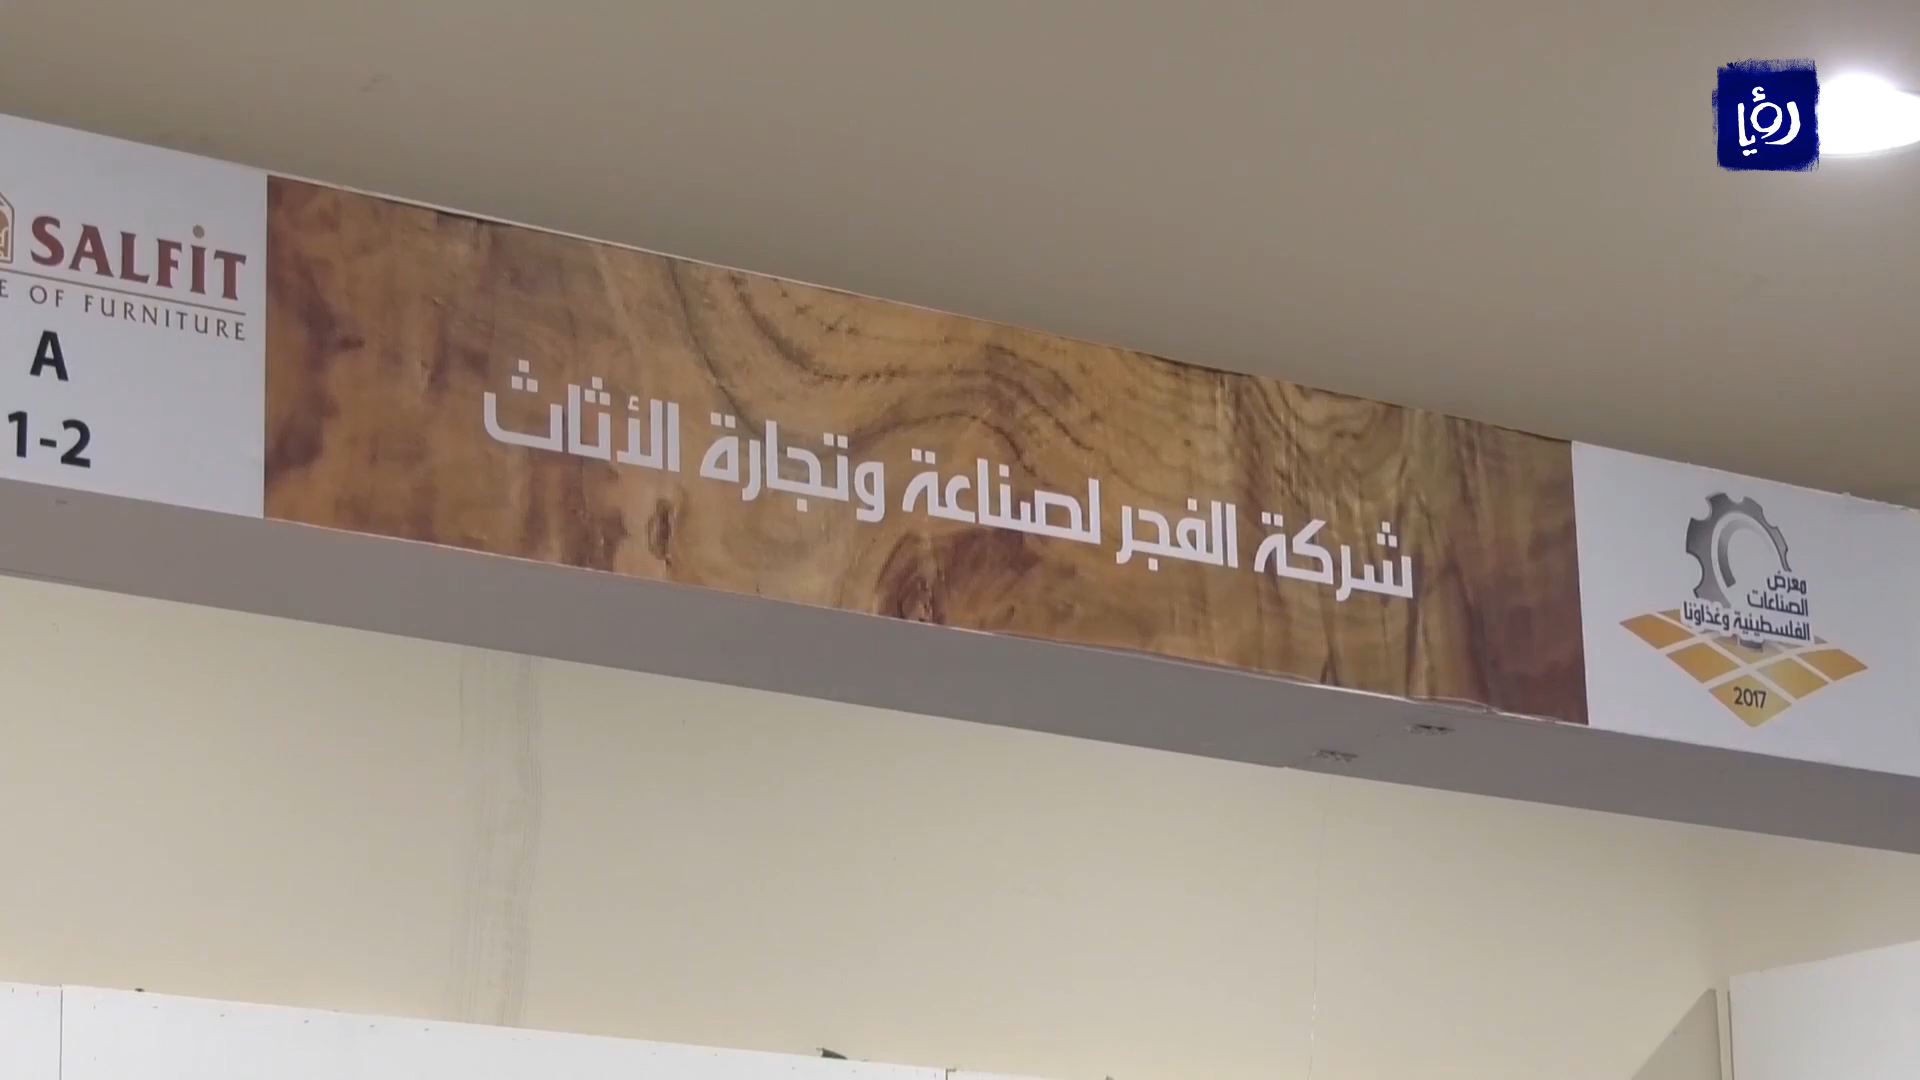 رؤيا
SALFIT
E OF FURNITURE
A
1-2
شركة الفجر لصناعة وتجارة الأثاث
معرض
الصناعات
الفلسطينية وغذاؤنا
2017